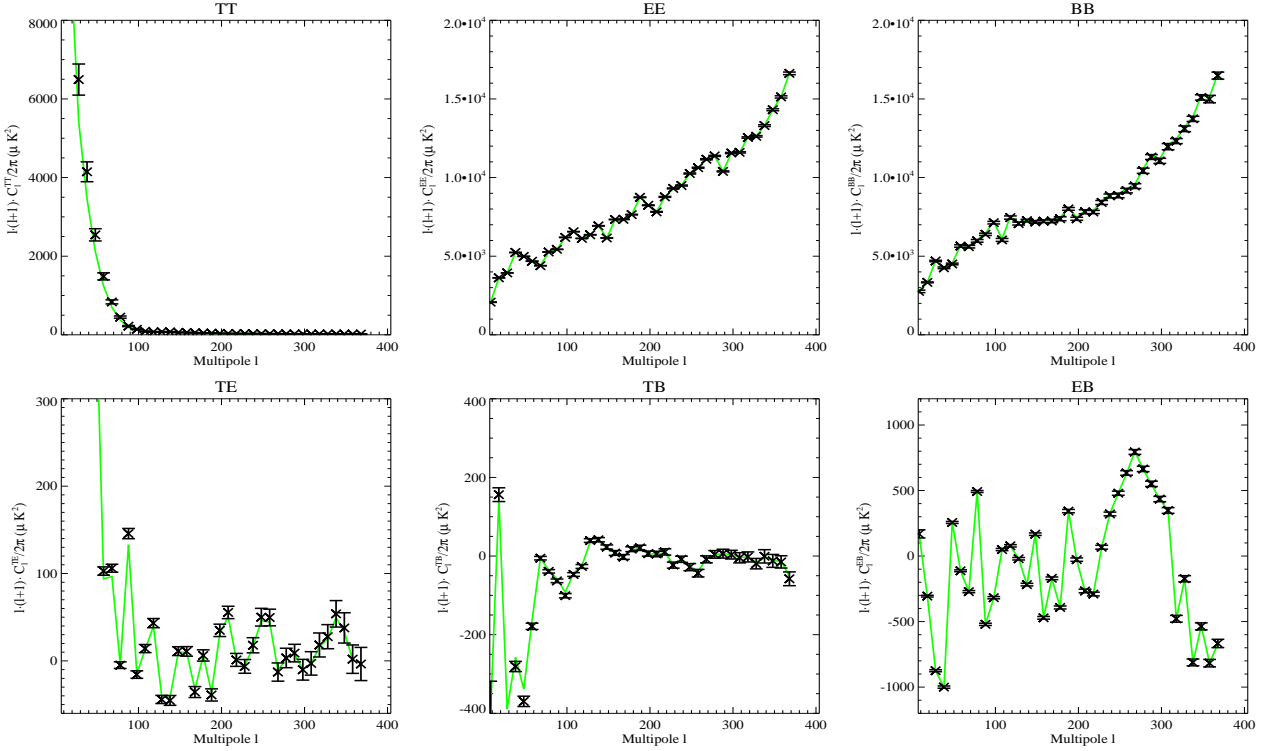 TT
8000
6000
4000
2000
0
l·(l+1)· C_l^TT/2π (μ K²)
100 200 300 400
Multipole l
EE
2.0•10⁴
1.5•10⁴
1.0•10⁴
5.0•10³
0
l·(l+1)· C_l^EE/2π (μ K²)
100 200 300 400
Multipole l
BB
2.0•10⁴
1.5•10⁴
1.0•10⁴
5.0•10³
0
l·(l+1)· C_l^BB/2π (μ K²)
100 200 300 400
Multipole l
TE
300
200
100
0
l·(l+1)· C_l^TE/2π (μ K²)
100 200 300 400
Multipole l
TB
400
200
0
-200
-400
l·(l+1)· C_l^TB/2π (μ K²)
100 200 300 400
Multipole l
EB
1000
500
0
-500
-1000
l·(l+1)· C_l^EB/2π (μ K²)
100 200 300 400
Multipole l